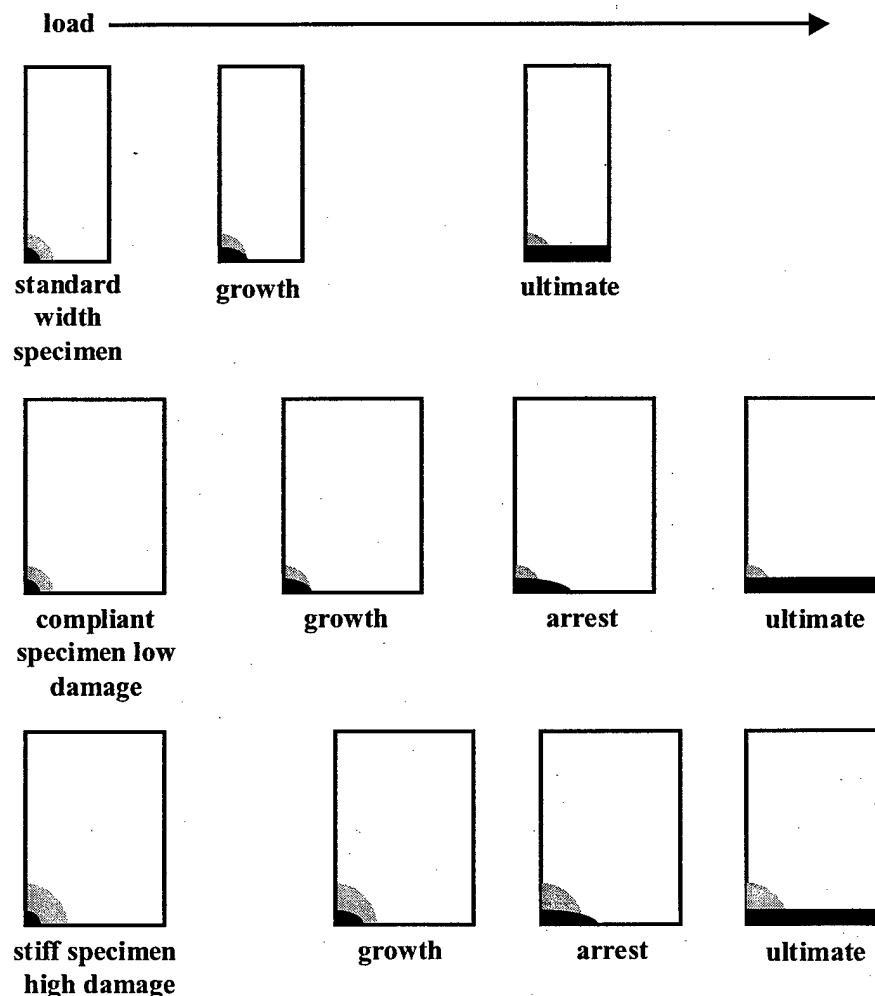 load
standard
width
specimen
growth
ultimate
compliant
specimen low
damage
growth
arrest
ultimate
stiff specimen
high damage
growth
arrest
ultimate